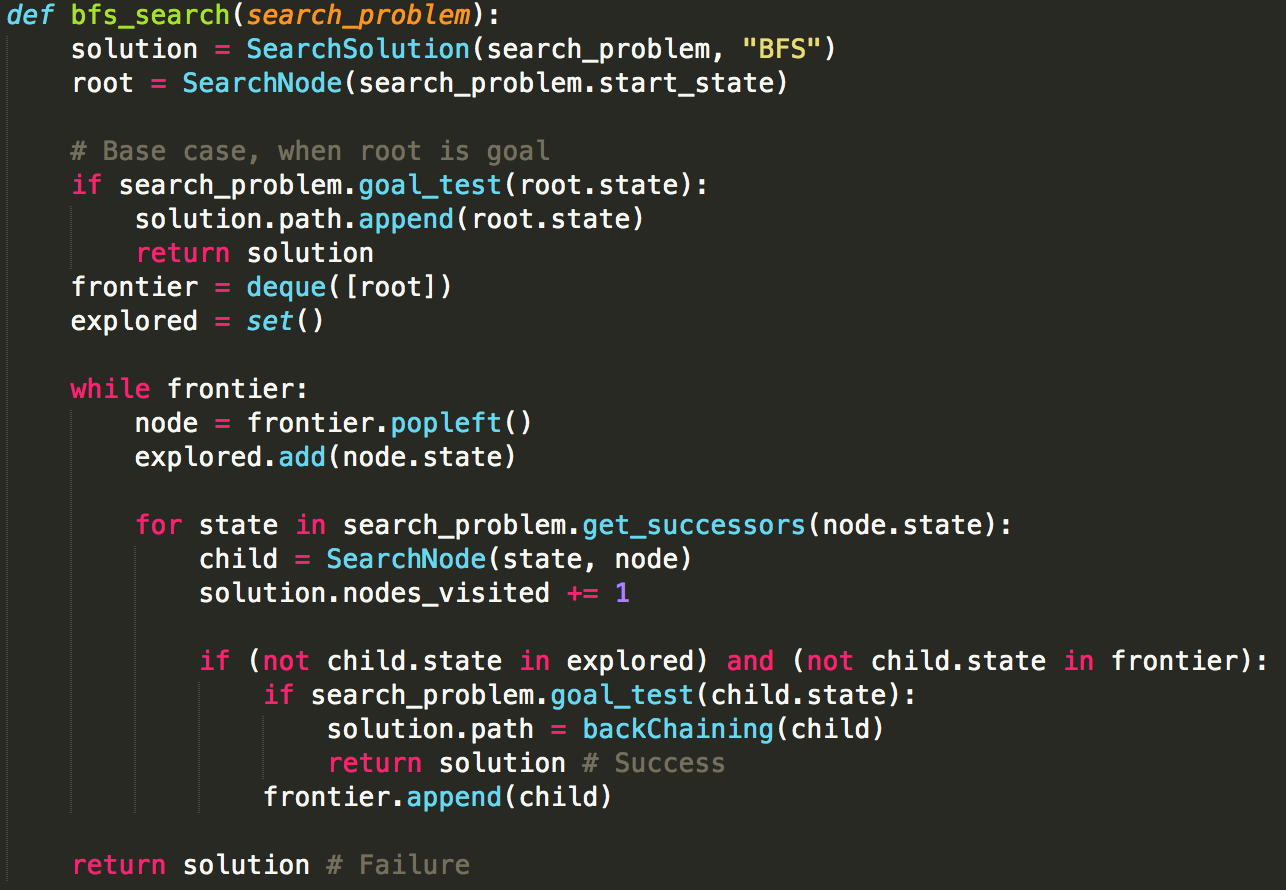 def bfs_search(search_problem):
    solution = SearchSolution(search_problem, "BFS")
    root = SearchNode(search_problem.start_state)

    # Base case, when root is goal
    if search_problem.goal_test(root.state):
        solution.path.append(root.state)
        return solution
    frontier = deque([root])
    explored = set()

    while frontier:
        node = frontier.popleft()
        explored.add(node.state)

        for state in search_problem.get_successors(node.state):
            child = SearchNode(state, node)
            solution.nodes_visited += 1

            if (not child.state in explored) and (not child.state in frontier):
                if search_problem.goal_test(child.state):
                    solution.path = backChaining(child)
                    return solution # Success
                frontier.append(child)

    return solution # Failure